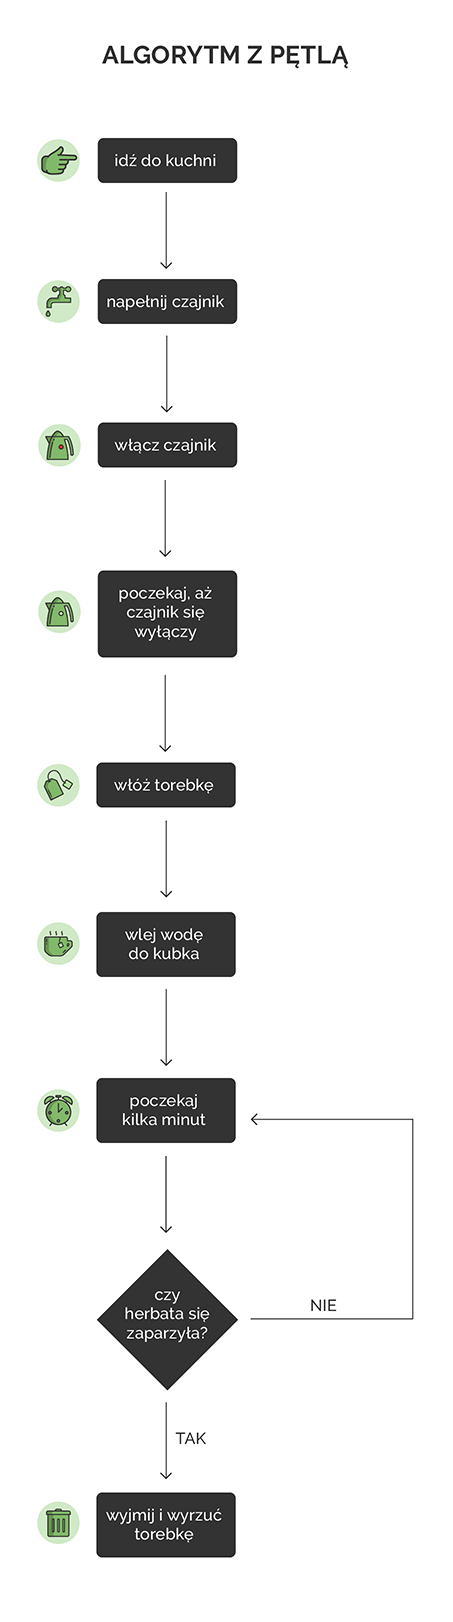 ALGORYTM Z PĘTLĄ
idź do kuchni
napełnij czajnik
włącz czajnik
poczekaj, aż
czajnik się
wyłączy
włóż torebkę
wlej wodę
do kubka
poczekaj
kilka minut
czy
herbata się
zaparzyła?
NIE
TAK
wyjmij i wyrzuć
torebkę